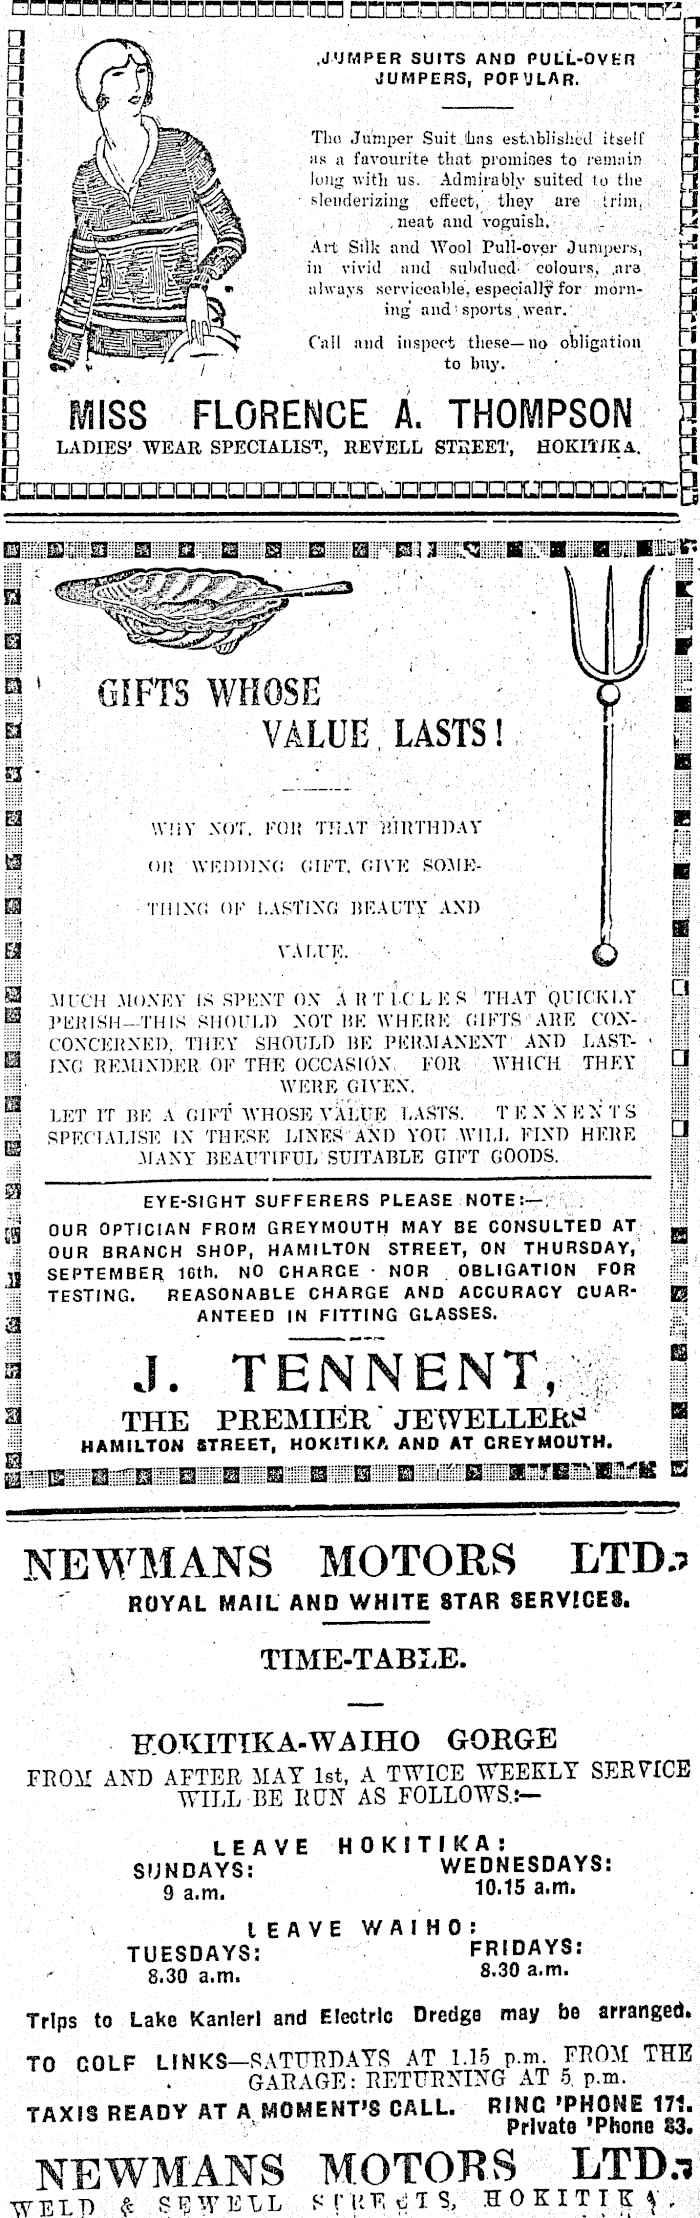 JUMPER SUITS AND PULL-OVER
JUMPERS, POPULAR.
The Jumper Suit has established itself
as a favourite that promises to remain
long with us. Admirably suited to the
slenderizing effect, they are trim,
neat and voguish.
Art Silk and Wool Pull-over Jumpers,
in vivid and subdued colours, are
always serviceable, especially for morn-
ing and sports wear.
Call and inspect these—no obligation
to buy.
MISS FLORENCE A. THOMPSON
LADIES' WEAR SPECIALIST, REVELL STREET, HOKITIKA.
GIFTS WHOSE
VALUE LASTS!
WHY NOT, FOR THAT BIRTHDAY
OR WEDDING GIFT, GIVE SOME-
THING OF LASTING BEAUTY AND
VALUE.
MUCH MONEY IS SPENT ON ARTICLES THAT QUICKLY
PERISH—THIS SHOULD NOT BE WHERE GIFTS ARE CON-
CONCERNED, THEY SHOULD BE PERMANENT AND LAST-
ING REMINDER OF THE OCCASION FOR WHICH THEY
WERE GIVEN.
LET IT BE A GIFT WHOSE VALUE LASTS. TENNENTS
SPECIALISE IN THESE LINES AND YOU WILL FIND HERE
MANY BEAUTIFUL SUITABLE GIFT GOODS.
EYE-SIGHT SUFFERERS PLEASE NOTE:—
OUR OPTICIAN FROM GREYMOUTH MAY BE CONSULTED AT
OUR BRANCH SHOP, HAMILTON STREET, ON THURSDAY,
SEPTEMBER 16th. NO CHARGE NOR OBLIGATION FOR
TESTING. REASONABLE CHARGE AND ACCURACY GUAR-
ANTEED IN FITTING GLASSES.
J. TENNENT,
THE PREMIER JEWELLERS
HAMILTON STREET, HOKITIKA AND AT GREYMOUTH.
NEWMANS MOTORS LTD.,
ROYAL MAIL AND WHITE STAR SERVICES.
TIME-TABLE.
HOKITIKA-WAIHO GORGE
FROM AND AFTER MAY 1st, A TWICE WEEKLY SERVICE
WILL BE RUN AS FOLLOWS:—
LEAVE HOKITIKA:
SUNDAYS: WEDNESDAYS:
9 a.m. 10.15 a.m.
LEAVE WAIHO:
TUESDAYS: FRIDAYS:
8.30 a.m. 8.30 a.m.
Trips to Lake Kanieri and Electric Dredge may be arranged.
TO GOLF LINKS—SATURDAYS AT 1.15 p.m. FROM THE
GARAGE: RETURNING AT 5 p.m.
TAXIS READY AT A MOMENT'S CALL. RING 'PHONE 171.
Private 'Phone 83.
NEWMANS MOTORS LTD.,
WELD & SEWELL STREETS, HOKITIKA.